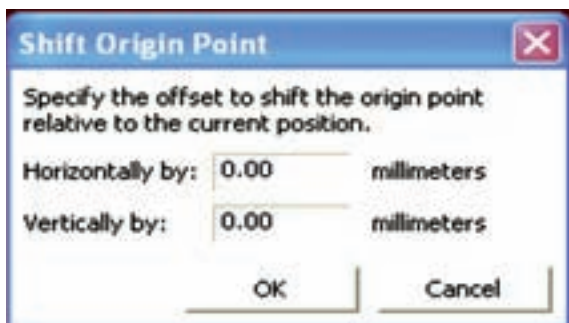 Shift Origin Point
Specify the offset to shift the origin point
relative to the current position.
Horizontally by: 0.00 millimeters
Vertically by: 0.00 millimeters
OK Cancel